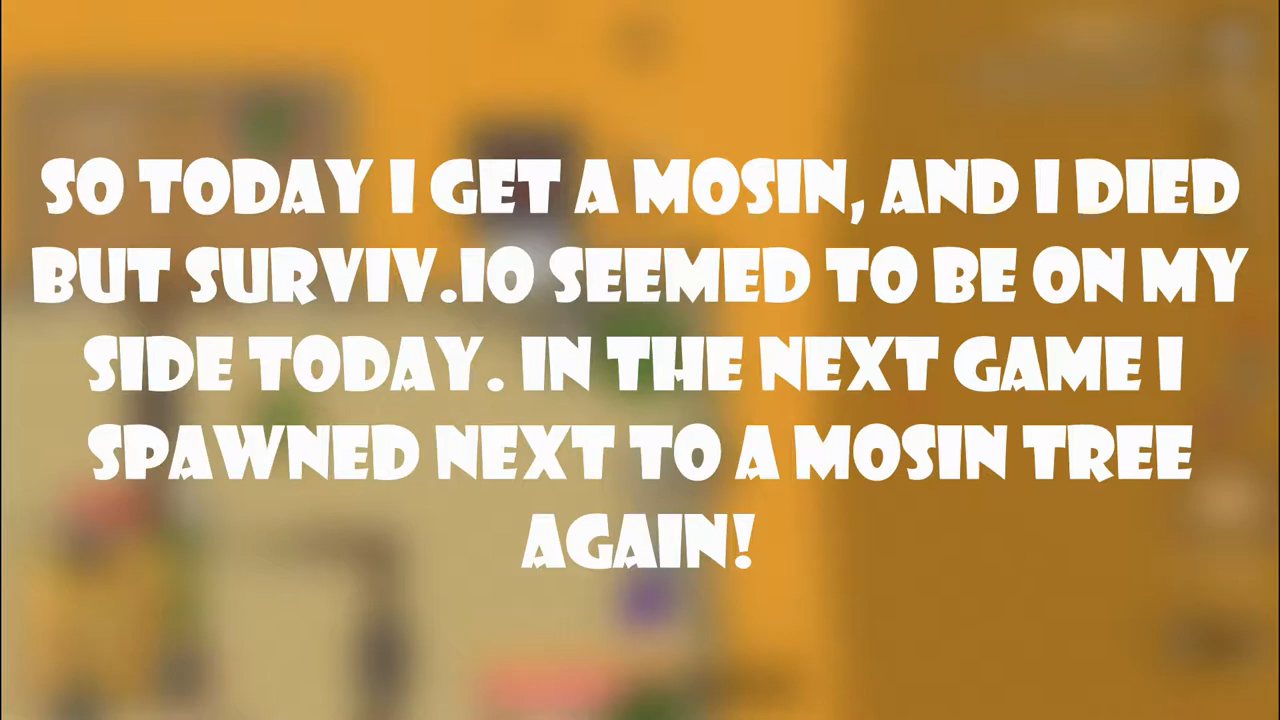 SO TODAY I GET A MOSIN, AND I DIED
BUT SURVIV.IO SEEMED TO BE ON MY
SIDE TODAY. IN THE NEXT GAME I
SPAWNED NEXT TO A MOSIN TREE
AGAIN!